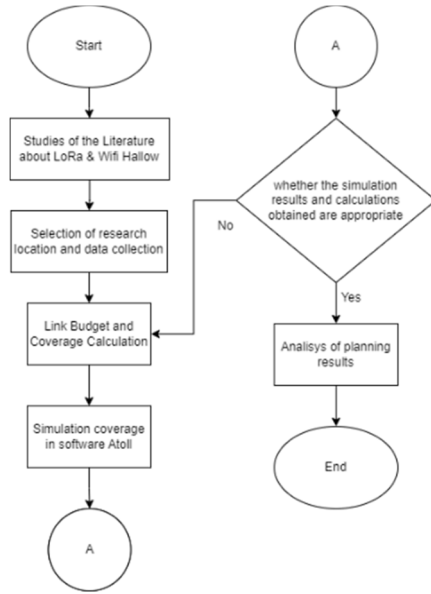 Start
Studies of the Literature
about LoRa & Wifi Hallow
Selection of research
location and data collection
Link Budget and
Coverage Calculation
Simulation coverage
in software Atoll
A
A
whether the simulation
results and calculations
obtained are appropriate
No
Yes
Analisys of planning
results
End